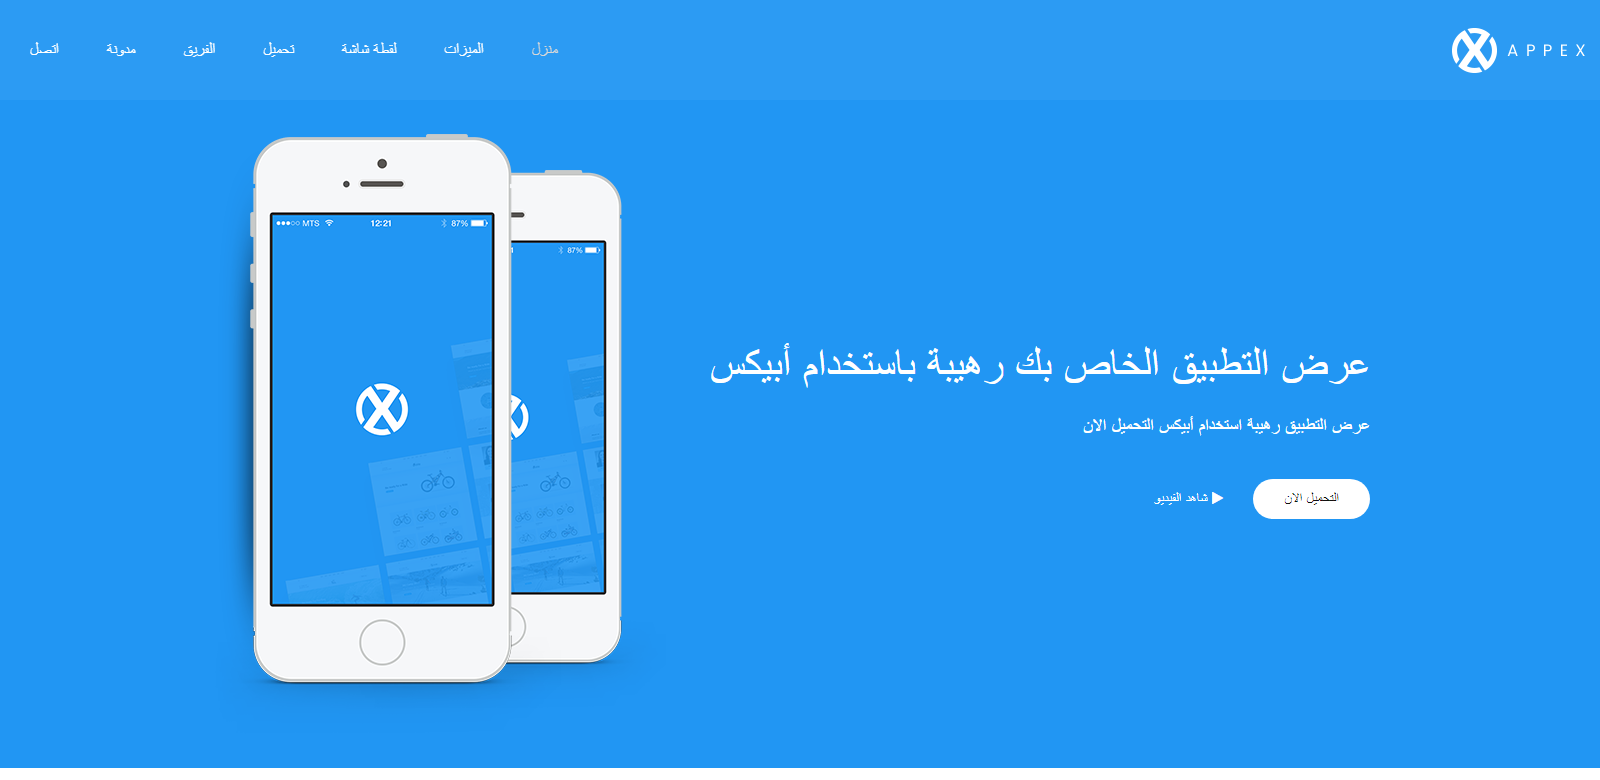 APPEX
منزل
الميزات
لقطة شاشة
تحميل
الفريق
مدونة
اتصل
MTS 12:21 87%
87%
عرض التطبيق الخاص بك رهيبة باستخدام أبيكس
عرض التطبيق رهيبة استخدام أبيكس التحميل الان
التحميل الان
شاهد الفيديو